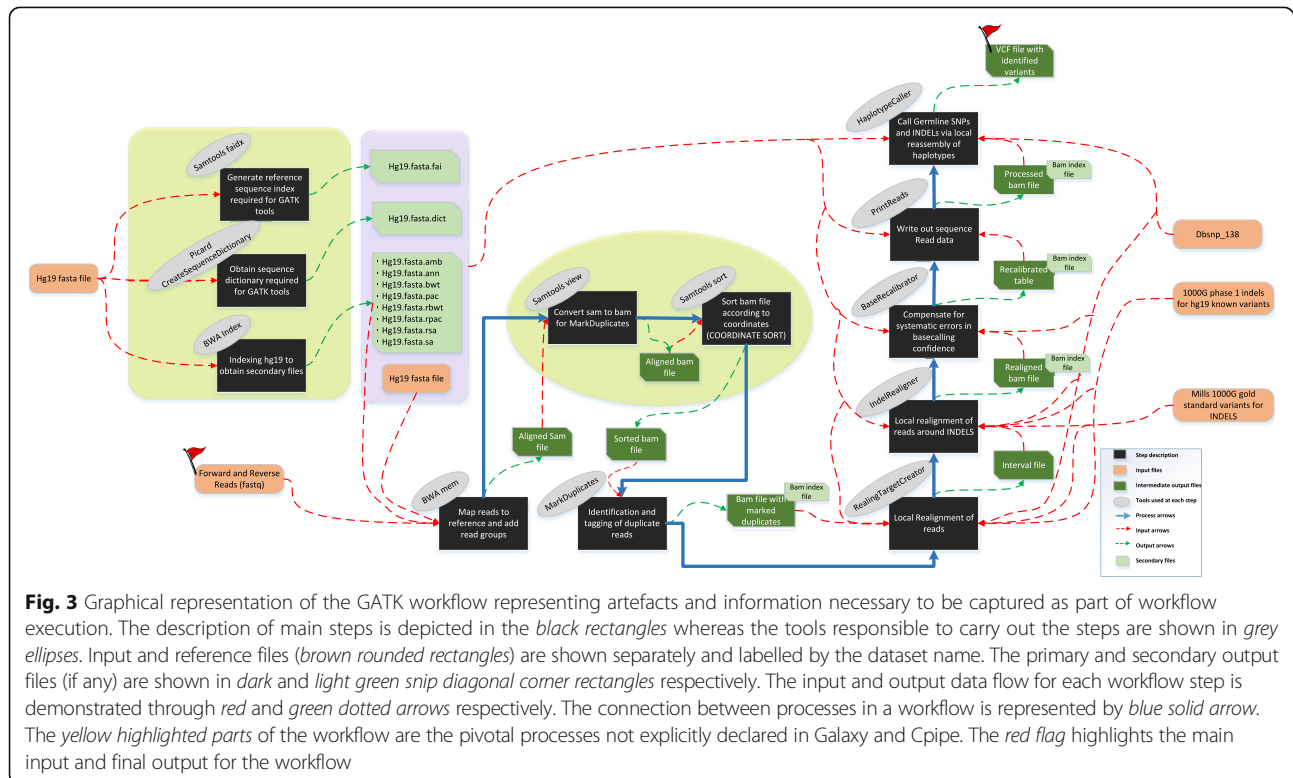 Samtools faidx
Generate reference
sequence index
required for GATK
tools
Hg19.fasta.fai
Picard
CreateSequenceDictionary
Obtain sequence
dictionary required
for GATK tools
Hg19.fasta.dict
Hg19 fasta file
BWA Index
Indexing hg19 to
obtain secondary files
· Hg19.fasta.amb
· Hg19.fasta.ann
· Hg19.fasta.bwt
· Hg19.fasta.pac
· Hg19.fasta.rbwt
· Hg19.fasta.rpac
· Hg19.fasta.rsa
· Hg19.fasta.sa
Hg19 fasta file
Forward and Reverse
Reads (fastq)
BWA mem
Map reads to
reference and add
read groups
Aligned Sam
file
Samtools view
Convert sam to bam
for MarkDuplicates
Aligned bam
file
Samtools sort
Sort bam file
according to
coordinates
(COORDINATE SORT)
Sorted bam
file
MarkDuplicates
Identification and
tagging of duplicate
reads
Bam file with
marked
duplicates
Bam index
file
VCF file with
identified
variants
HaplotypeCaller
Call Germline SNPs
and INDELs via local
reassembly of
haplotypes
Processed
bam file
Bam index
file
PrintReads
Write out sequence
Read data
Recalibrated
table
Bam index
file
BaseRecalibrator
Compensate for
systematic errors in
basecalling
confidence
Realigned
bam file
Bam index
file
IndelRealigner
Local realignment of
reads around INDELS
Interval file
RealingTargetCreator
Local Realignment of
reads
Dbsnp_138
1000G phase 1 indels
for hg19 known variants
Mills 1000G gold
standard variants for
INDELS
Step description
Input files
Intermediate output files
Tools used at each step
Process arrows
Input arrows
Output arrows
Secondary files
Fig. 3 Graphical representation of the GATK workflow representing artefacts and information necessary to be captured as part of workflow
execution. The description of main steps is depicted in the black rectangles whereas the tools responsible to carry out the steps are shown in grey
ellipses. Input and reference files (brown rounded rectangles) are shown separately and labelled by the dataset name. The primary and secondary output
files (if any) are shown in dark and light green snip diagonal corner rectangles respectively. The input and output data flow for each workflow step is
demonstrated through red and green dotted arrows respectively. The connection between processes in a workflow is represented by blue solid arrow.
The yellow highlighted parts of the workflow are the pivotal processes not explicitly declared in Galaxy and Cpipe. The red flag highlights the main
input and final output for the workflow